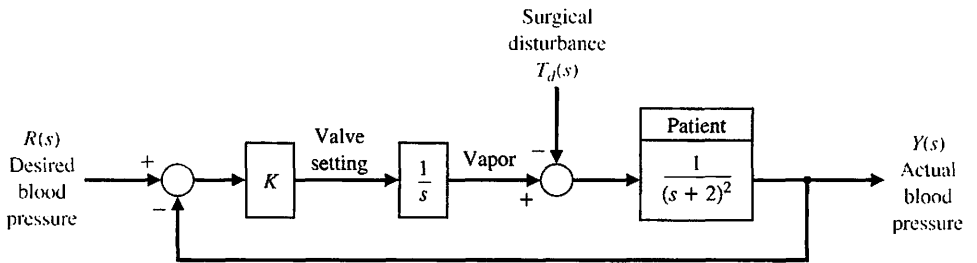 Surgical
disturbance
T_d(s)
R(s)
Desired
blood
pressure
+
−
K
Valve
setting
1
s
Vapor
−
+
Patient
1
(s + 2)²
Y(s)
Actual
blood
pressure